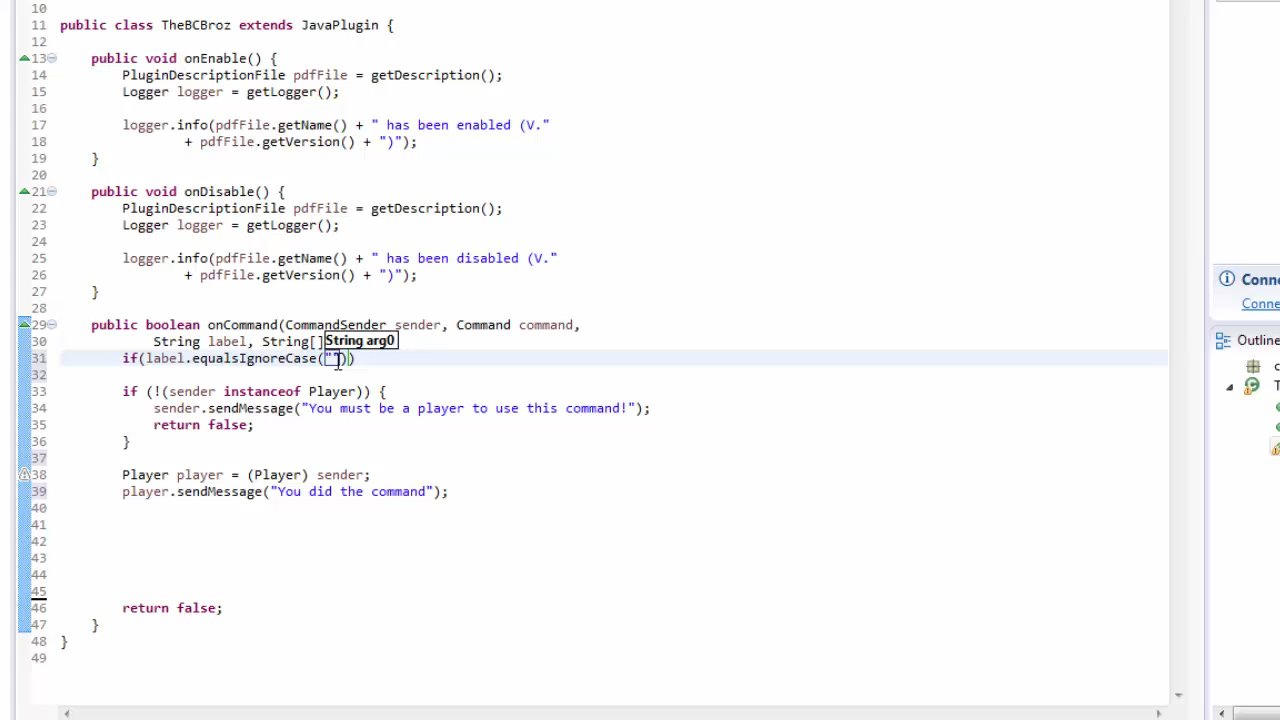 10
11 public class TheBCBroz extends JavaPlugin {
12
13 public void onEnable() {
14 PluginDescriptionFile pdfFile = getDescription();
15 Logger logger = getLogger();
16
17 logger.info(pdfFile.getName() + " has been enabled (V."
18 + pdfFile.getVersion() + ")");
19 }
20
21 public void onDisable() {
22 PluginDescriptionFile pdfFile = getDescription();
23 Logger logger = getLogger();
24
25 logger.info(pdfFile.getName() + " has been disabled (V."
26 + pdfFile.getVersion() + ")");
27 }
28
29 public boolean onCommand(CommandSender sender, Command command,
30 String label, String[] String arg0
31 if(label.equalsIgnoreCase(""))
32
33 if (!(sender instanceof Player)) {
34 sender.sendMessage("You must be a player to use this command!");
35 return false;
36 }
37
38 Player player = (Player) sender;
39 player.sendMessage("You did the command");
40
41
42
43
44
45
46 return false;
47 }
48 }
49
Conne
Conne
Outline